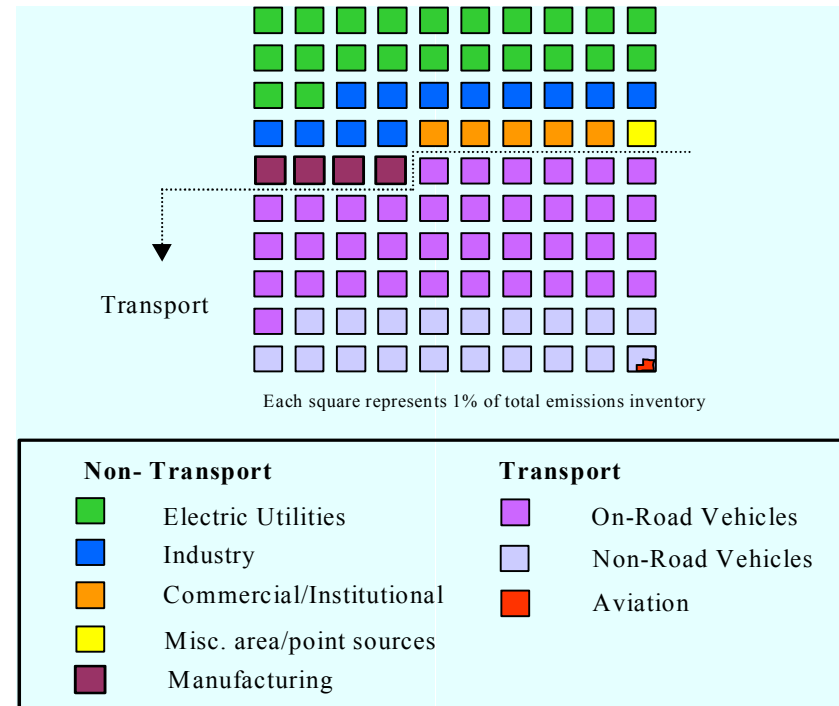 Transport
Each square represents 1% of total emissions inventory
Non- Transport
Electric Utilities
Industry
Commercial/Institutional
Misc. area/point sources
Manufacturing
Transport
On-Road Vehicles
Non-Road Vehicles
Aviation